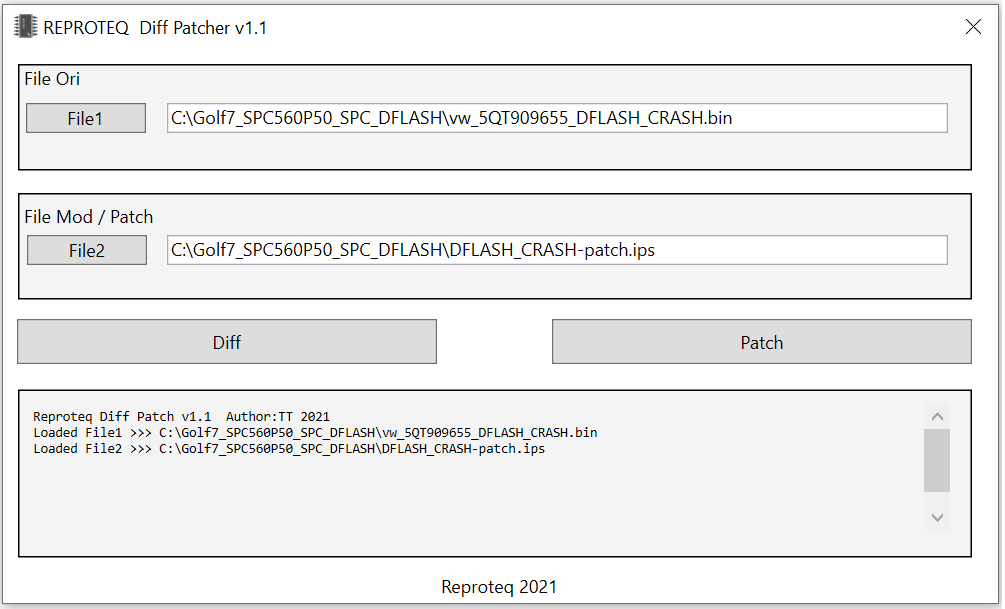 REPROTEQ  Diff Patcher v1.1
File Ori
File1
C:\Golf7_SPC560P50_SPC_DFLASH\vw_5QT909655_DFLASH_CRASH.bin
File Mod / Patch
File2
C:\Golf7_SPC560P50_SPC_DFLASH\DFLASH_CRASH-patch.ips
Diff
Patch
Reproteq Diff Patch v1.1  Author:TT 2021
Loaded File1 >>> C:\Golf7_SPC560P50_SPC_DFLASH\vw_5QT909655_DFLASH_CRASH.bin
Loaded File2 >>> C:\Golf7_SPC560P50_SPC_DFLASH\DFLASH_CRASH-patch.ips
Reproteq 2021